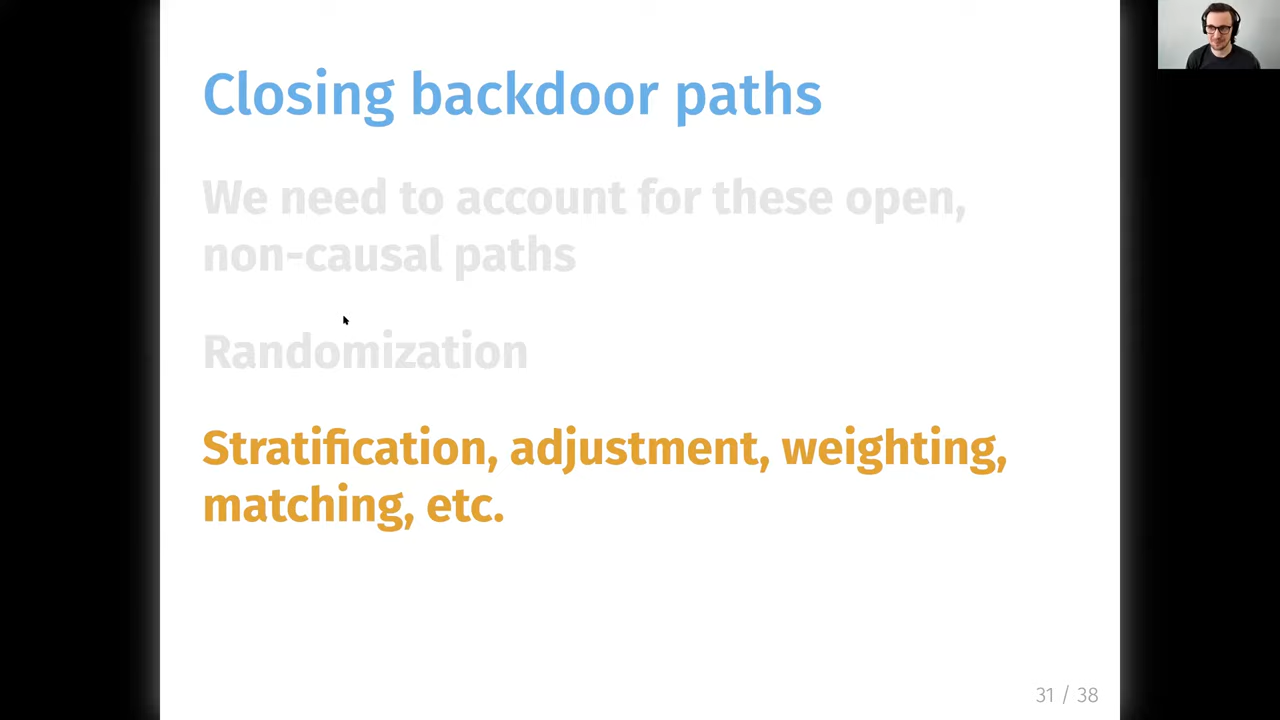 Closing backdoor paths
We need to account for these open,
non-causal paths
Randomization
Stratification, adjustment, weighting,
matching, etc.
31 / 38